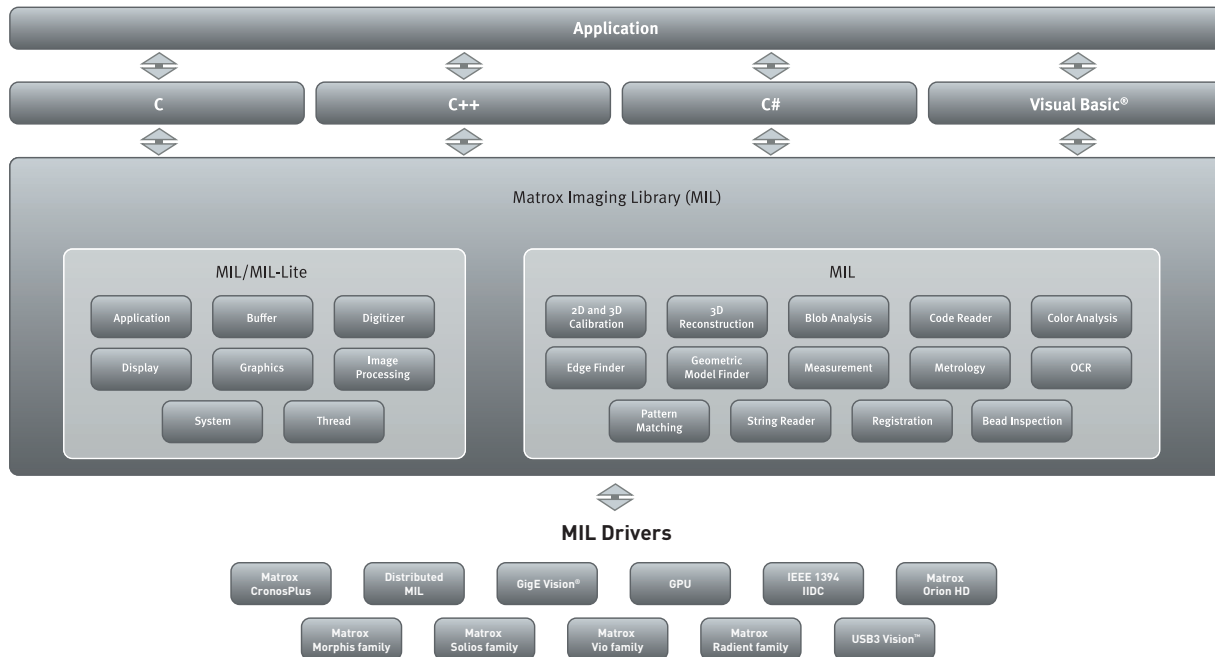 Application
C
C++
C#
Visual Basic®
Matrox Imaging Library (MIL)
MIL/MIL-Lite
Application
Buffer
Digitizer
Display
Graphics
Image
Processing
System
Thread
MIL
2D and 3D
Calibration
3D
Reconstruction
Blob Analysis
Code Reader
Color Analysis
Edge Finder
Geometric
Model Finder
Measurement
Metrology
OCR
Pattern
Matching
String Reader
Registration
Bead Inspection
MIL Drivers
Matrox
CronosPlus
Distributed
MIL
GigE Vision®
GPU
IEEE 1394
IIDC
Matrox
Orion HD
Matrox
Morphis family
Matrox
Solios family
Matrox
Vio family
Matrox
Radient family
USB3 Vision™